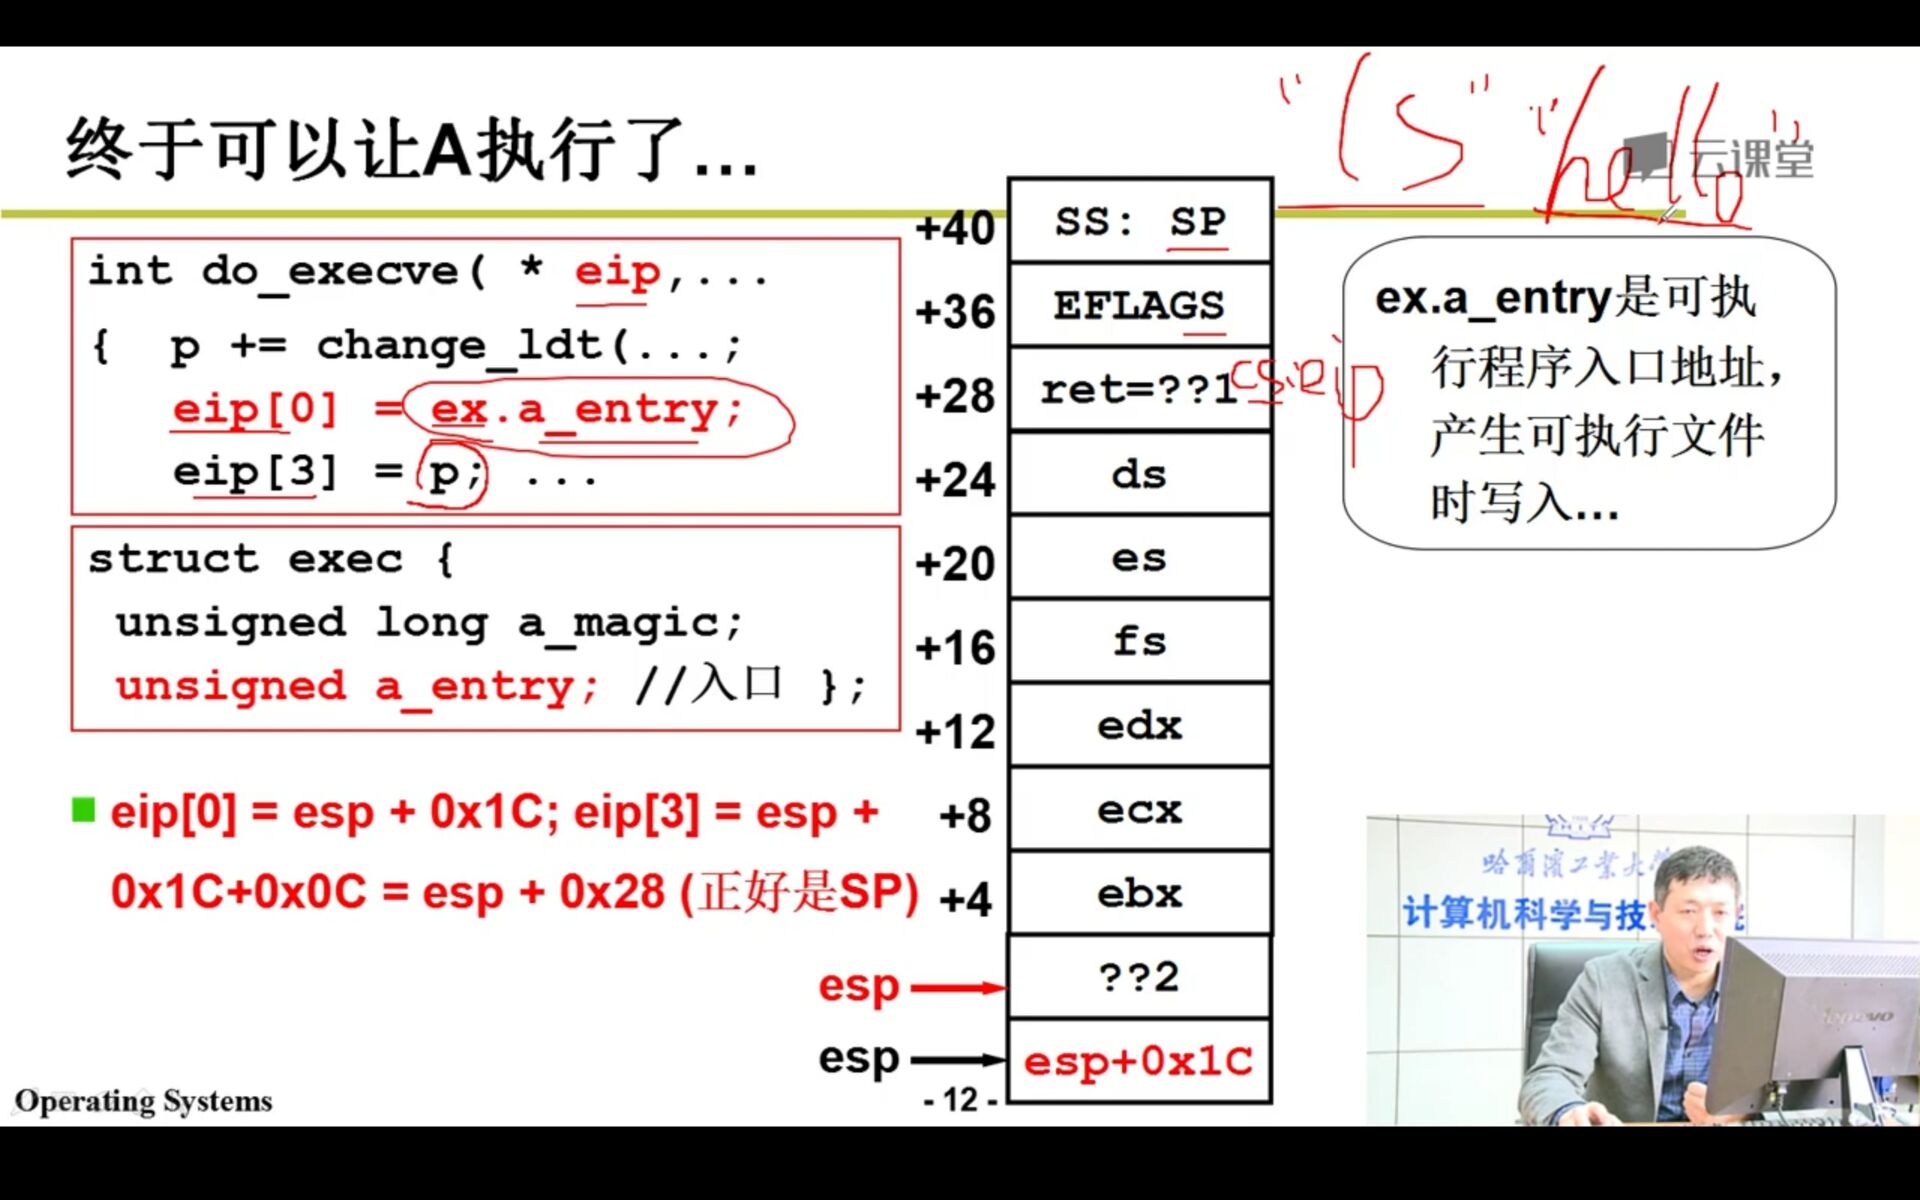 "ls" "hello"
云课堂
终于可以让A执行了...
int do_execve( * eip,...
{ p += change_ldt(...;
eip[0] = ex.a_entry;
eip[3] = p; ...
struct exec {
unsigned long a_magic;
unsigned a_entry; //入口 };
eip[0] = esp + 0x1C; eip[3] = esp +
0x1C+0x0C = esp + 0x28 (正好是SP)
+40 SS: SP
+36 EFLAGS
+28 ret=??1 cs:eip
+24 ds
+20 es
+16 fs
+12 edx
+8 ecx
+4 ebx
esp ??2
esp esp+0x1C
ex.a_entry是可执
行程序入口地址，
产生可执行文件
时写入...
哈尔滨工业大学
计算机科学与技
lenovo
Operating Systems
- 12 -